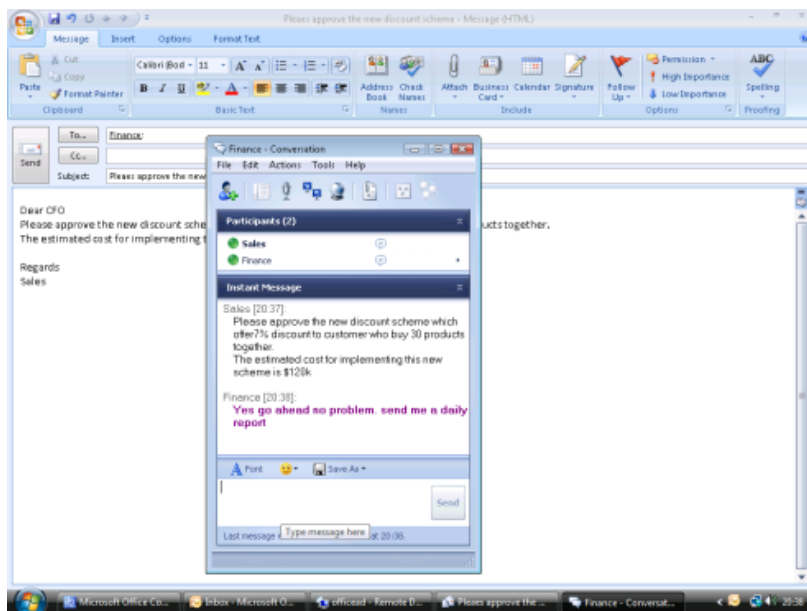 Please approve the new discount scheme - Message (HTML)
Message Insert Options Format Text
Paste
Cut
Copy
Format Painter
Clipboard
Calibri (Bod 11
B I U
Basic Text
Address Book
Check Names
Names
Attach
Business Card
Calendar
Signature
Include
Follow Up
Permission
High Importance
Low Importance
Options
ABC
Spelling
Proofing
Send
To...
Finance;
Cc...
Subject:
Please approve the new
Dear CFO
Please approve the new discount sche
ucts together.
The estimated cost for implementing t
Regards
Sales
Finance - Conversation
File Edit Actions Tools Help
Participants (2)
Sales
Finance
Instant Message
Sales [20:37]:
Please approve the new discount scheme which
offer7% discount to customer who buy 30 products
together.
The estimated cost for implementing this new
scheme is $120k
Finance [20:38]:
Yes go ahead no problem, send me a daily
report
Font
Save As
Send
Last message
Type message here
at 20:38.
Microsoft Office Co...
Inbox - Microsoft O...
officead - Remote D...
Please approve the ...
Finance - Conversat...
20:38